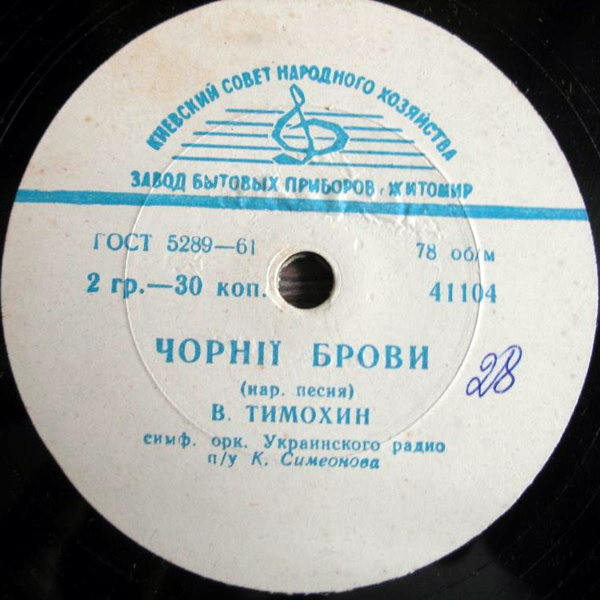 КИЕВСКИЙ СОВЕТ НАРОДНОГО ХОЗЯЙСТВА
ЗАВОД БЫТОВЫХ ПРИБОРОВ, ЖИТОМИР
ГОСТ 5289—61
78 об/м
2 гр.—30 коп.
41104
ЧОРНІЇ БРОВИ
(нар. песня)
В. ТИМОХИН
симф. орк. Украинского радио
п/у К. Симеонова
28